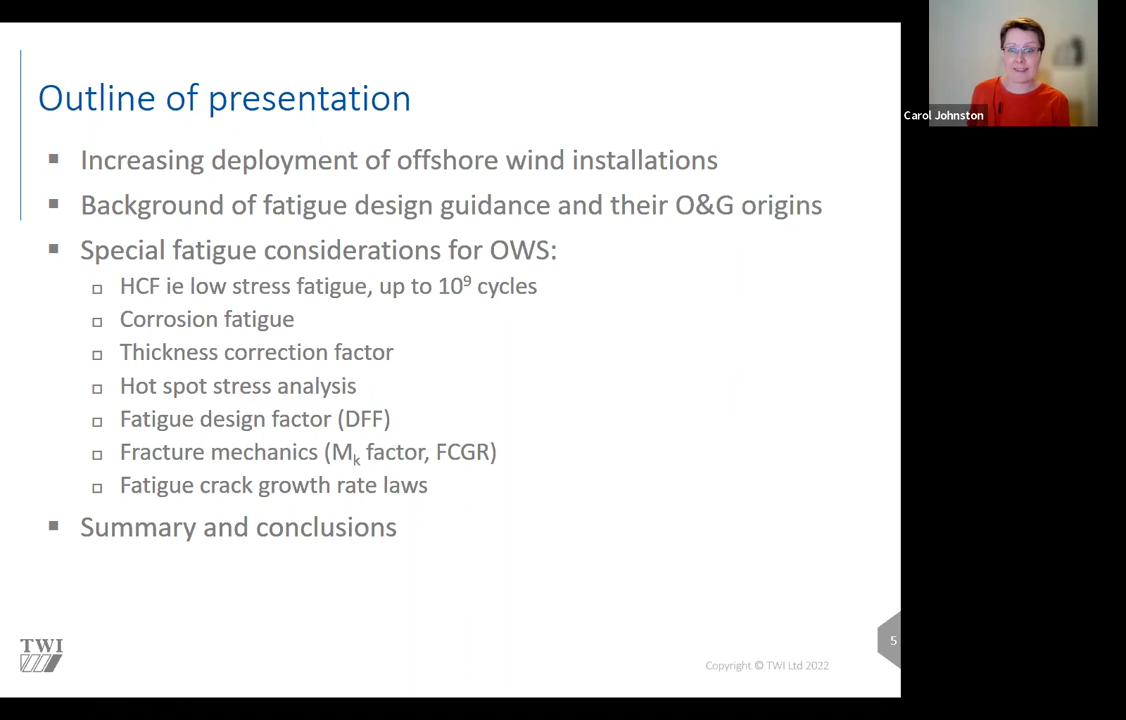 Outline of presentation
Increasing deployment of offshore wind installations
Background of fatigue design guidance and their O&G origins
Special fatigue considerations for OWS:
HCF ie low stress fatigue, up to 10⁹ cycles
Corrosion fatigue
Thickness correction factor
Hot spot stress analysis
Fatigue design factor (DFF)
Fracture mechanics (Mₖ factor, FCGR)
Fatigue crack growth rate laws
Summary and conclusions
TWI
Copyright © TWI Ltd 2022
5
Carol Johnston